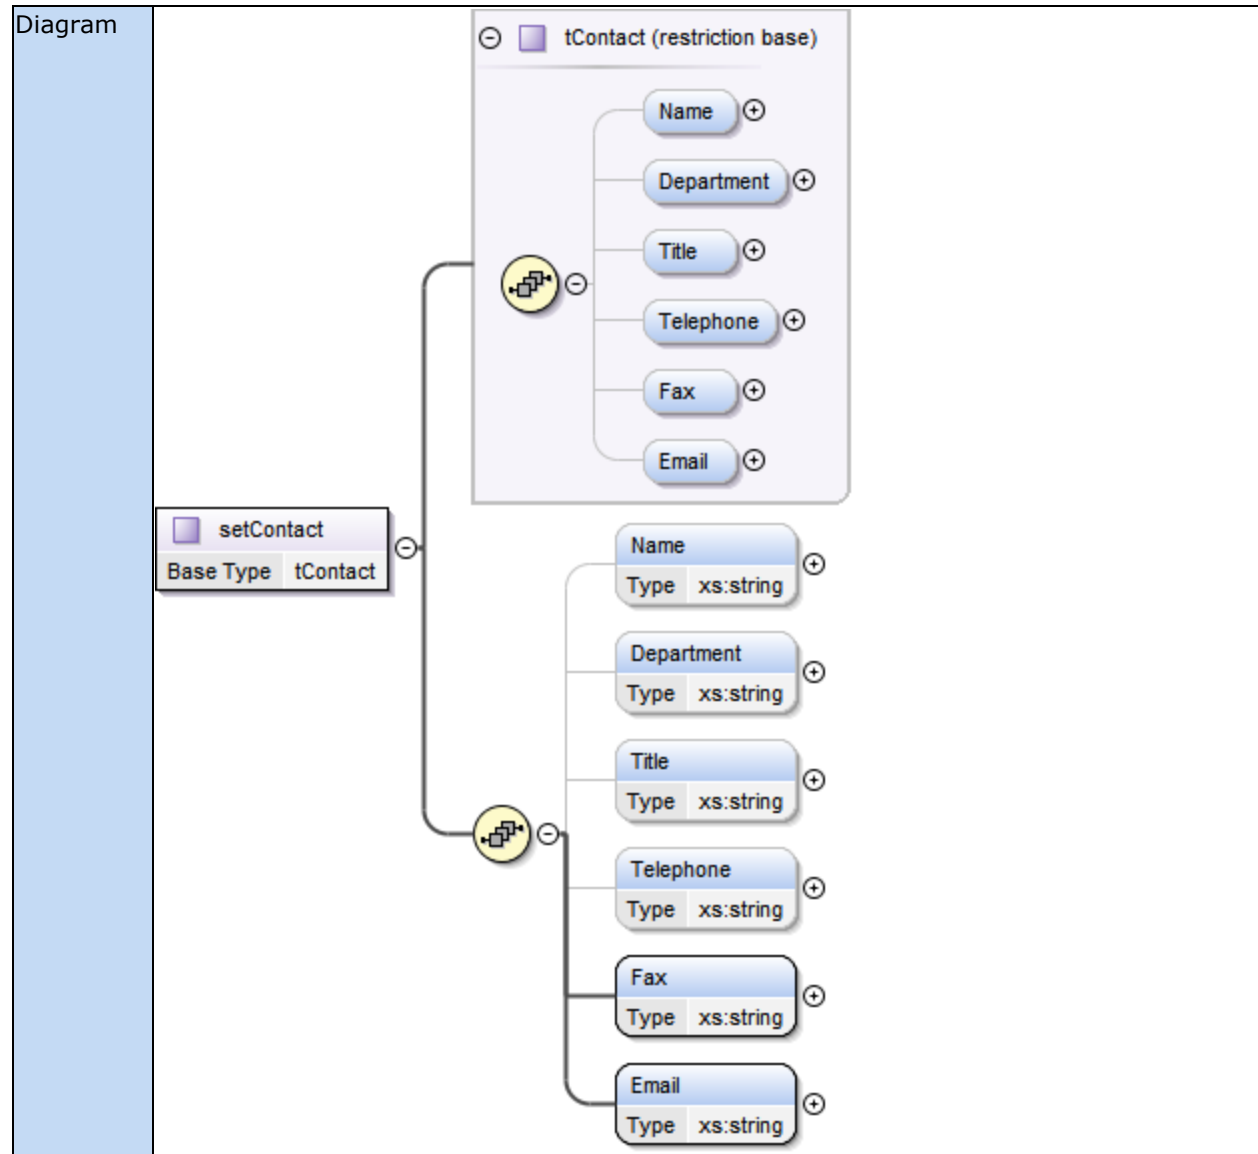 Diagram
tContact (restriction base)
Name
Department
Title
Telephone
Fax
Email
setContact
Base Type tContact
Name
Type xs:string
Department
Type xs:string
Title
Type xs:string
Telephone
Type xs:string
Fax
Type xs:string
Email
Type xs:string